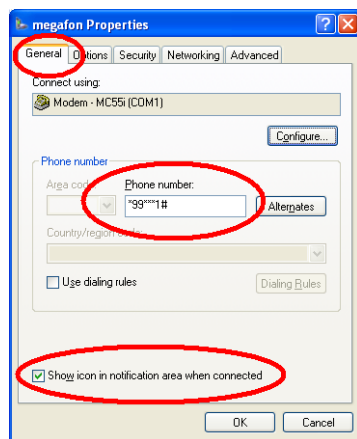 megafon Properties
General Options Security Networking Advanced
Connect using:
Modem - MC55i (COM1)
Configure...
Phone number
Area code: Phone number:
*99***1# Alternates
Country/region code:
Use dialing rules Dialing Rules
Show icon in notification area when connected
OK Cancel